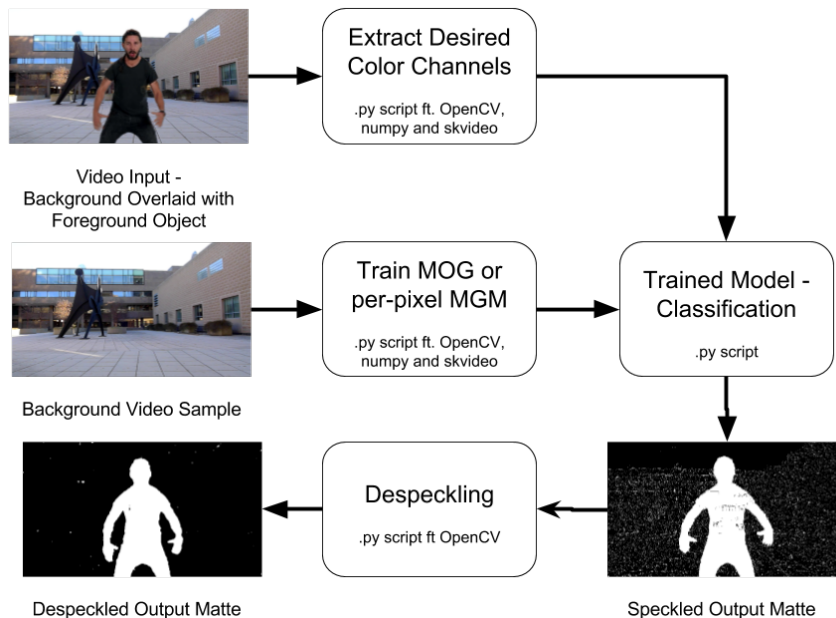 Extract Desired
Color Channels
.py script ft. OpenCV,
numpy and skvideo
Video Input -
Background Overlaid with
Foreground Object
Train MOG or
per-pixel MGM
.py script ft. OpenCV,
numpy and skvideo
Trained Model -
Classification
.py script
Background Video Sample
Despeckling
.py script ft OpenCV
Despeckled Output Matte
Speckled Output Matte